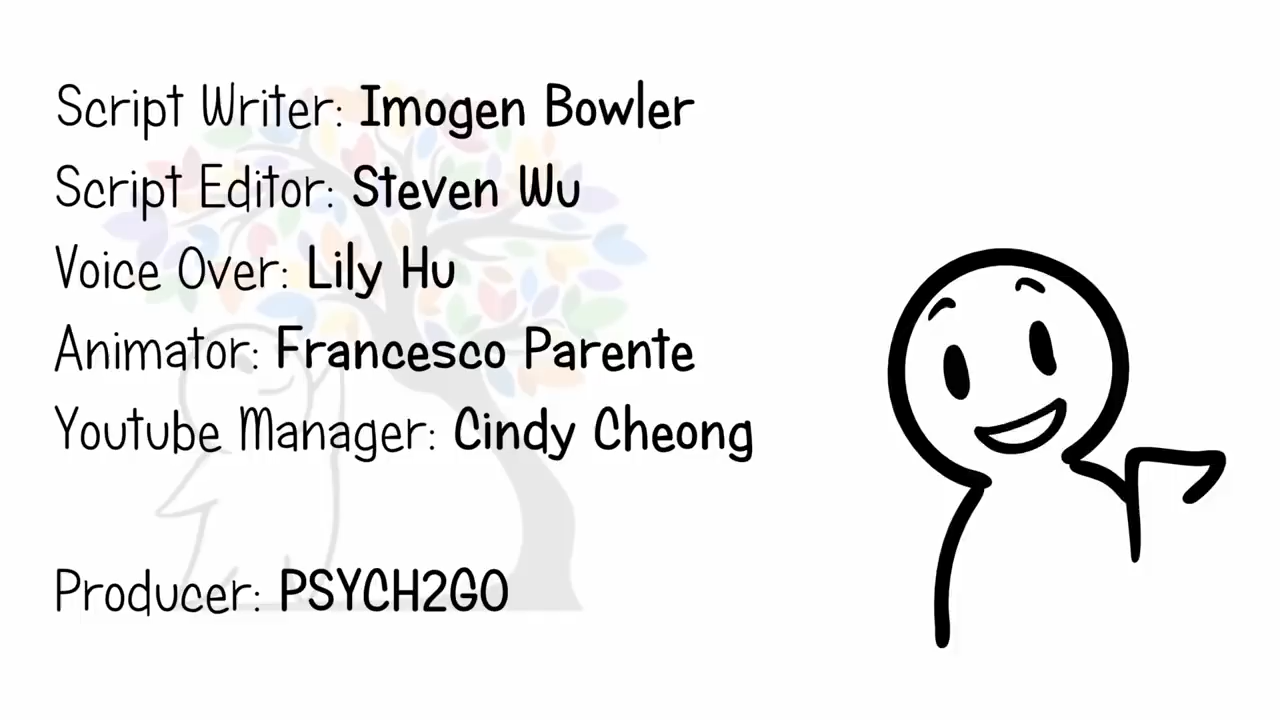 Script Writer: Imogen Bowler
Script Editor: Steven Wu
Voice Over: Lily Hu
Animator: Francesco Parente
Youtube Manager: Cindy Cheong
Producer: PSYCH2GO